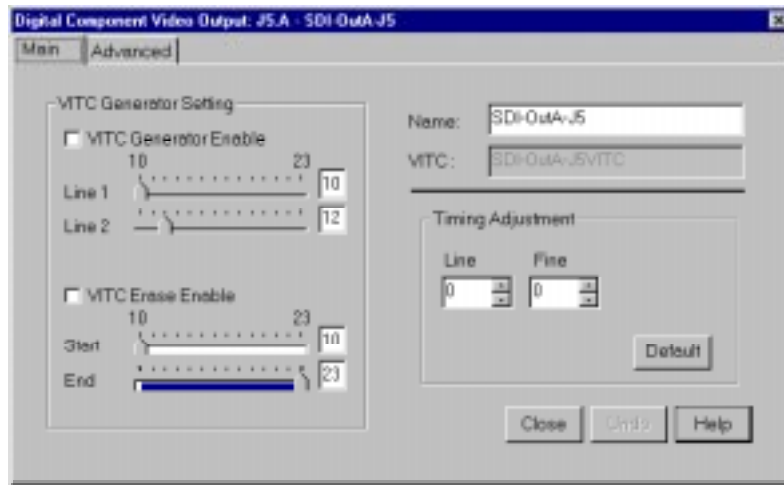 Digital Component Video Output: J5.A - SDI-OutA-J5
Main
Advanced
VITC Generator Setting
VITC Generator Enable
10 23
Line 1 10
Line 2 12
VITC Erase Enable
10 23
Start 10
End 23
Name: SDI-OutA-J5
VITC: SDI-OutA-J5VITC
Timing Adjustment
Line Fine
0 0
Default
Close Undo Help